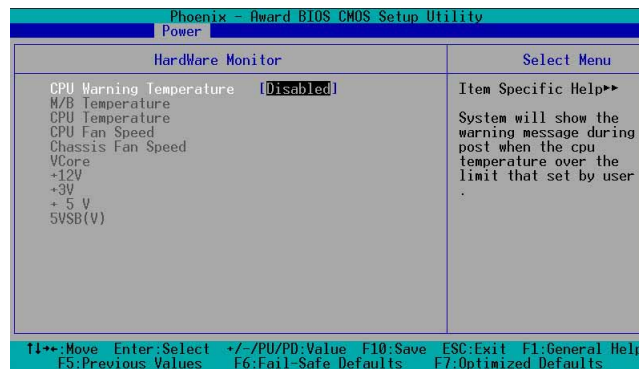 Phoenix - Award BIOS CMOS Setup Utility
Power
HardWare Monitor
Select Menu
CPU Warning Temperature [Disabled]
M/B Temperature
CPU Temperature
CPU Fan Speed
Chassis Fan Speed
VCore
+12V
+3V
+ 5 V
5VSB(V)
Item Specific Help►►
System will show the
warning message during
post when the cpu
temperature over the
limit that set by user
.
↑↓→←:Move Enter:Select +/-/PU/PD:Value F10:Save ESC:Exit F1:General Help
F5:Previous Values F6:Fail-Safe Defaults F7:Optimized Defaults